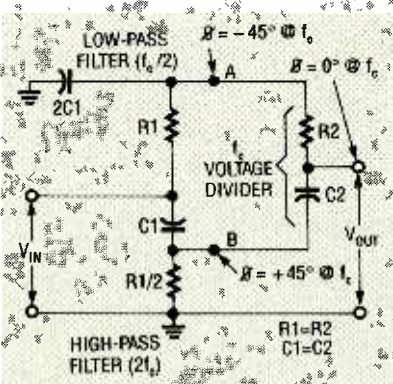 LOW-PASS
FILTER (fc/2)
Ø = −45° @ fc
A
Ø = 0° @ fc
2C1
R1
R2
fc
VOLTAGE
DIVIDER
C2
C1
B
VIN
VOUT
Ø = +45° @ fc
R1/2
HIGH-PASS
FILTER (2fc)
R1=R2
C1=C2